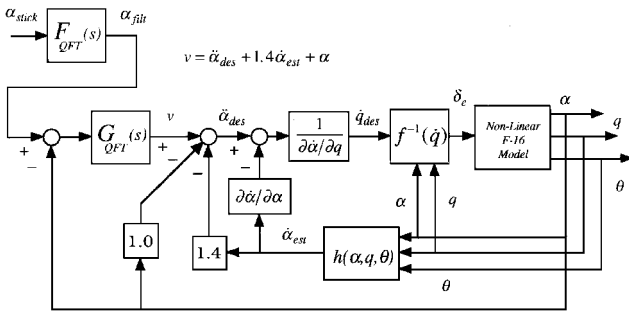 α_stick
F_QFT(s)
α_filt
v = α̈_des + 1.4α̇_est + α
+
−
G_QFT(s)
v
+
−
−
α̈_des
+
−
1
∂α̇/∂q
q̇_des
f⁻¹(q̇)
δ_e
Non-Linear
F-16
Model
α
q
θ
∂α̇/∂α
α
q
1.0
1.4
α̇_est
h(α,q,θ)
θ